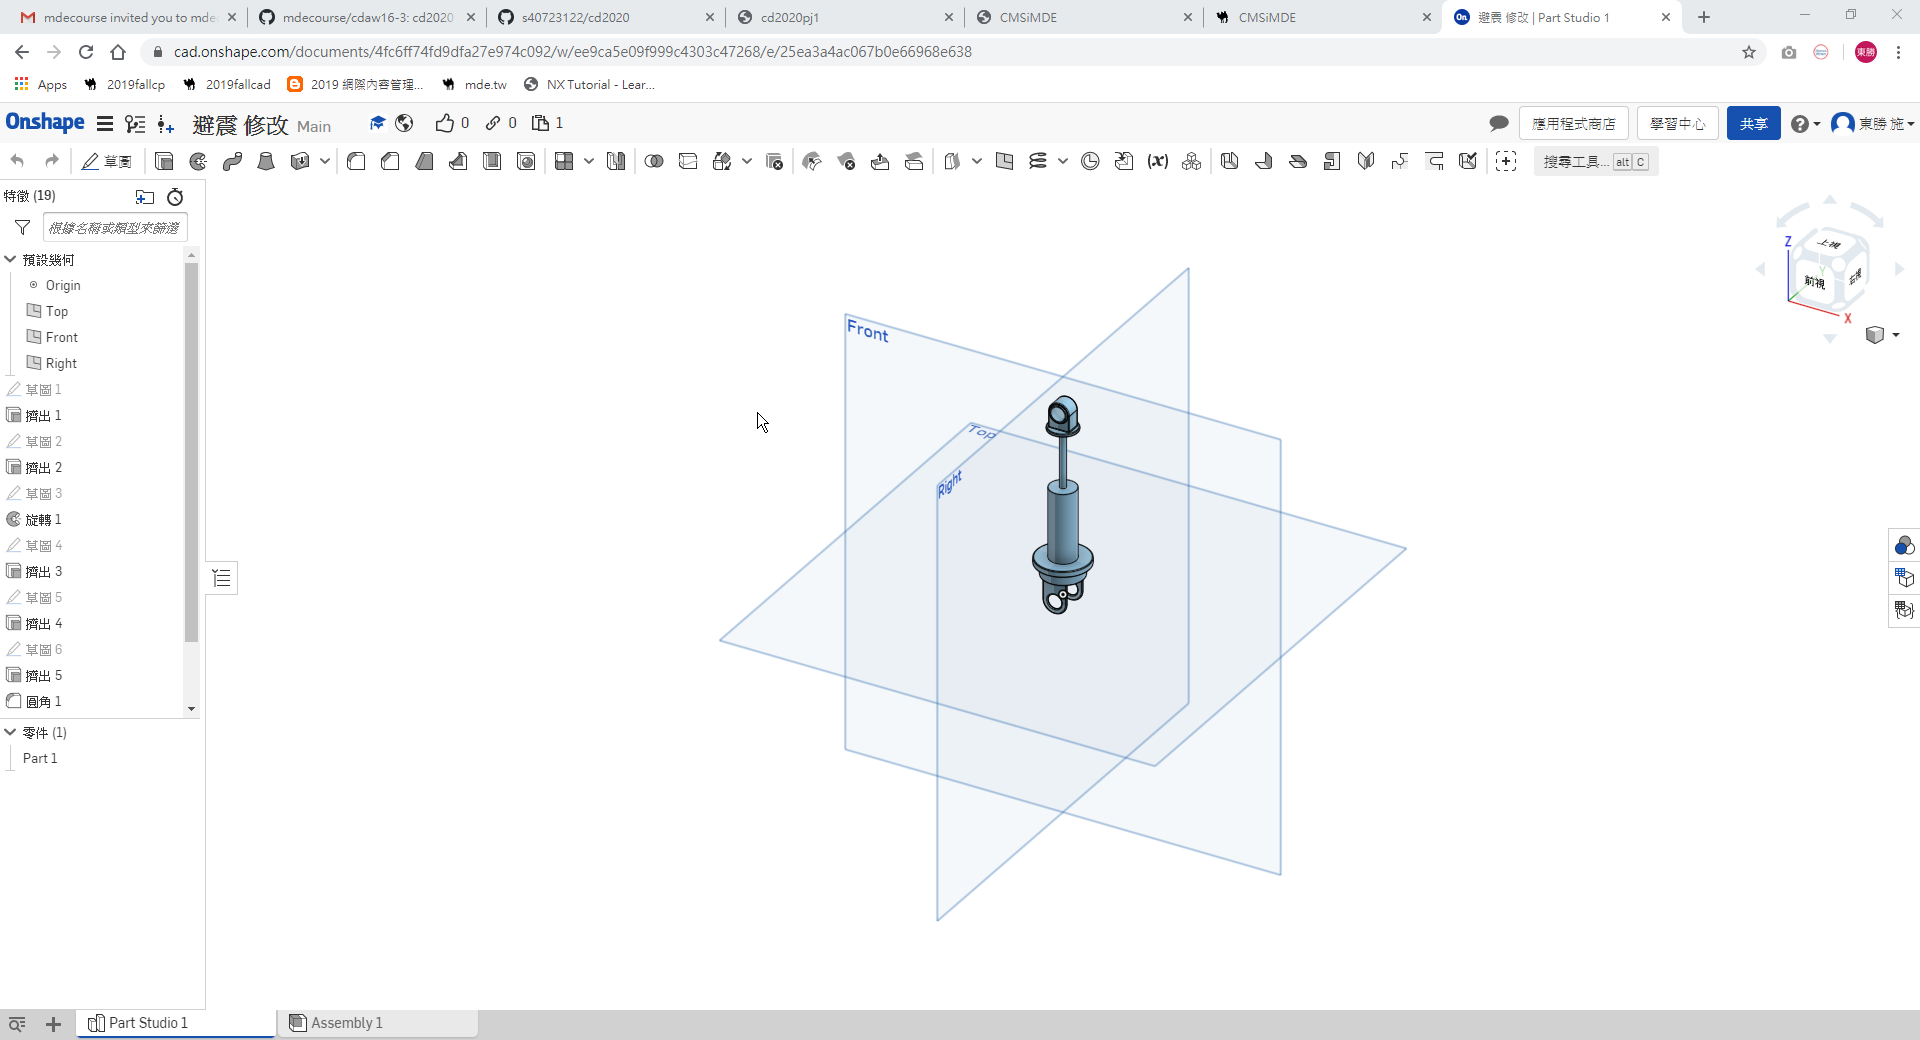 mdecourse invited you to mde
mdecourse/cdaw16-3: cd2020
s40723122/cd2020
cd2020pj1
CMSiMDE
CMSiMDE
On
避震 修改 | Part Studio 1
cad.onshape.com/documents/4fc6ff74fd9dfa27e974c092/w/ee9ca5e09f999c4303c47268/e/25ea3a4ac067b0e66968e638
東勝
Apps
2019fallcp
2019fallcad
2019 網際內容管理...
mde.tw
NX Tutorial - Lear...
Onshape
避震 修改 Main
0
0
1
應用程式商店
學習中心
共享
東勝 施
草圖
(x)
搜尋工具... alt C
特徵 (19)
根據名稱或類型來篩選
預設幾何
Origin
Top
Front
Right
草圖 1
擠出 1
草圖 2
擠出 2
草圖 3
旋轉 1
草圖 4
擠出 3
草圖 5
擠出 4
草圖 6
擠出 5
圓角 1
零件 (1)
Part 1
Front
Top
Right
Z
上視
Y
前視
右視
X
Part Studio 1
Assembly 1